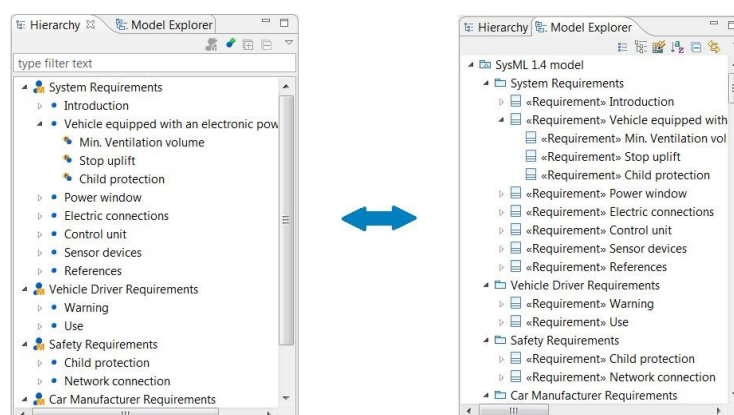 Hierarchy
Model Explorer
type filter text
System Requirements
Introduction
Vehicle equipped with an electronic pow
Min. Ventilation volume
Stop uplift
Child protection
Power window
Electric connections
Control unit
Sensor devices
References
Vehicle Driver Requirements
Warning
Use
Safety Requirements
Child protection
Network connection
Car Manufacturer Requirements
Hierarchy
Model Explorer
SysML 1.4 model
System Requirements
«Requirement» Introduction
«Requirement» Vehicle equipped with
«Requirement» Min. Ventilation vol
«Requirement» Stop uplift
«Requirement» Child protection
«Requirement» Power window
«Requirement» Electric connections
«Requirement» Control unit
«Requirement» Sensor devices
«Requirement» References
Vehicle Driver Requirements
«Requirement» Warning
«Requirement» Use
Safety Requirements
«Requirement» Child protection
«Requirement» Network connection
Car Manufacturer Requirements